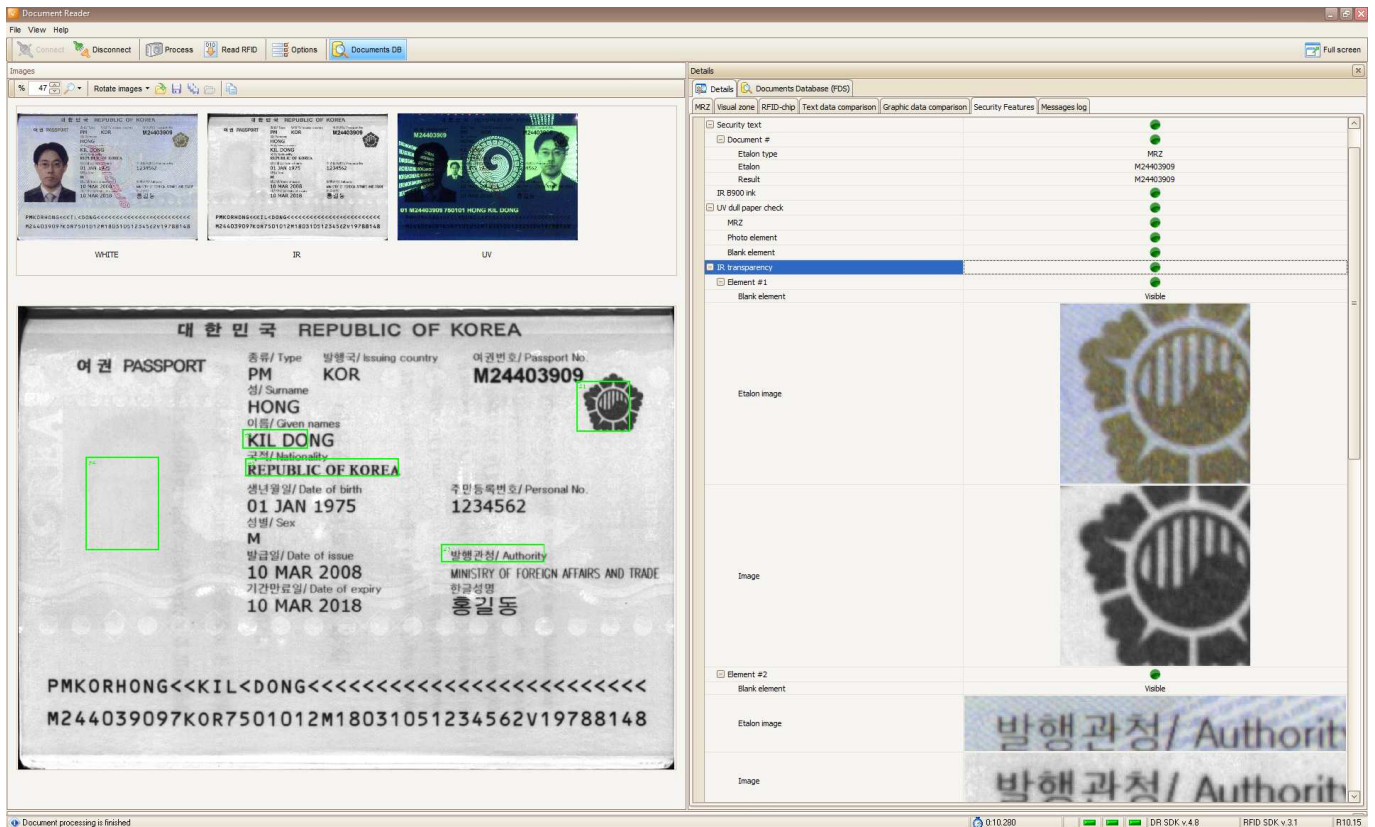 Document Reader
File View Help
Connect Disconnect Process Read RFID Options Documents DB Full screen
Images
% 47 Rotate images
WHITE IR UV
대한민국 REPUBLIC OF KOREA
여권 PASSPORT
종류/ Type 발행국/ Issuing country 여권번호/ Passport No.
PM KOR M24403909
성/ Surname
HONG
이름/ Given names
KIL DONG
국적/ Nationality
REPUBLIC OF KOREA
생년월일/ Date of birth 주민등록번호/ Personal No.
01 JAN 1975 1234562
성별/ Sex
M
발급일/ Date of issue 발행관청/ Authority
10 MAR 2008 MINISTRY OF FOREIGN AFFAIRS AND TRADE
기간만료일/ Date of expiry 한글성명
10 MAR 2018 홍길동
PMKORHONG<<KIL<DONG<<<<<<<<<<<<<<<<<<<<<<<<<
M244039097KOR7501012M18031051234562V19788148
Details
Details Documents Database (FDS)
MRZ Visual zone RFID-chip Text data comparison Graphic data comparison Security Features Messages log
Security text
Document #
Etalon type MRZ
Etalon M24403909
Result M24403909
IR B900 ink
UV dull paper check
MRZ
Photo element
Blank element
IR transparency
Element #1
Blank element Visible
Etalon image
Image
Element #2
Blank element Visible
Etalon image 발행관청/ Authorit
Image 발행관청/ Authorit
Document processing is finished 0:10.280 DR SDK v.4.8 RFID SDK v.3.1 R10.15